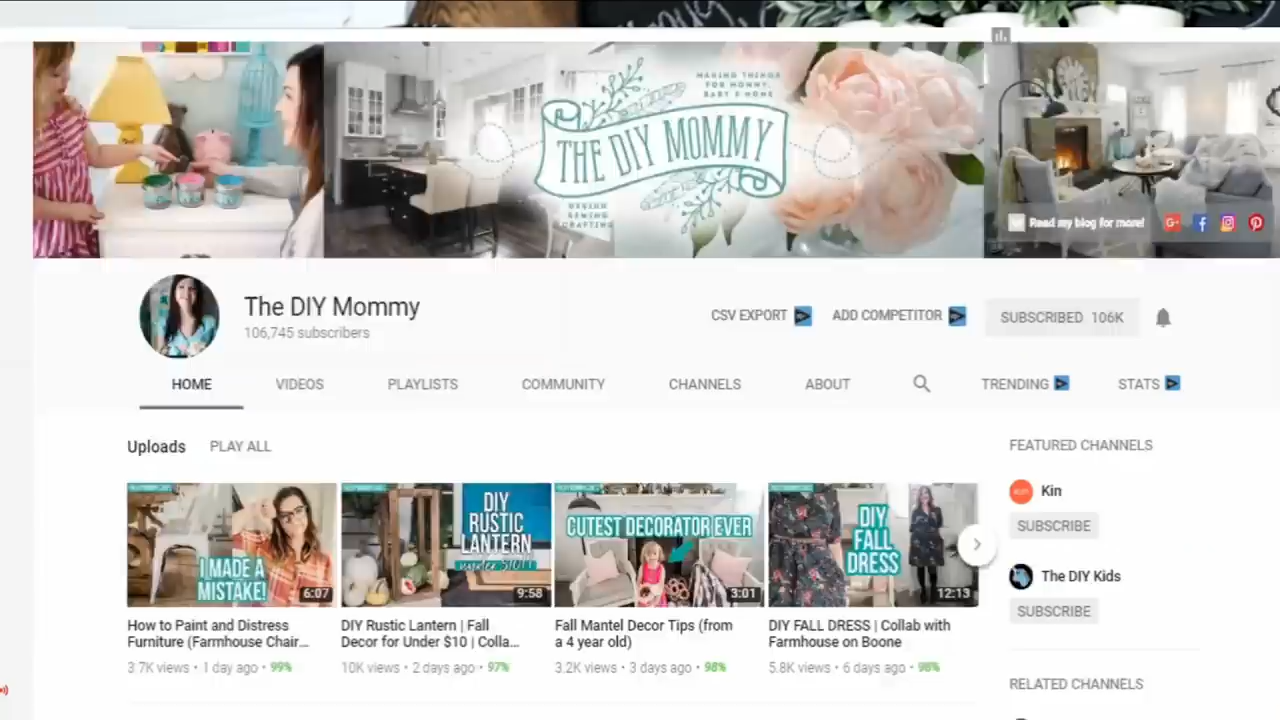 MAKING THINGS
FOR MOMMY,
BABY & HOME
THE DIY MOMMY
DESIGN
SEWING
CRAFTING
Read my blog for more!
The DIY Mommy
106,745 subscribers
CSV EXPORT
ADD COMPETITOR
SUBSCRIBED 106K
HOME
VIDEOS
PLAYLISTS
COMMUNITY
CHANNELS
ABOUT
TRENDING
STATS
Uploads
PLAY ALL
I MADE A
MISTAKE!
6:07
DIY
RUSTIC
LANTERN
under $10!
9:58
CUTEST DECORATOR EVER
3:01
DIY
FALL
DRESS
12:13
How to Paint and Distress
Furniture (Farmhouse Chair...
3.7K views • 1 day ago • 99%
DIY Rustic Lantern | Fall
Decor for Under $10 | Colla...
10K views • 2 days ago • 97%
Fall Mantel Decor Tips (from
a 4 year old)
3.2K views • 3 days ago • 98%
DIY FALL DRESS | Collab with
Farmhouse on Boone
5.8K views • 6 days ago • 98%
FEATURED CHANNELS
Kin
SUBSCRIBE
The DIY Kids
SUBSCRIBE
RELATED CHANNELS